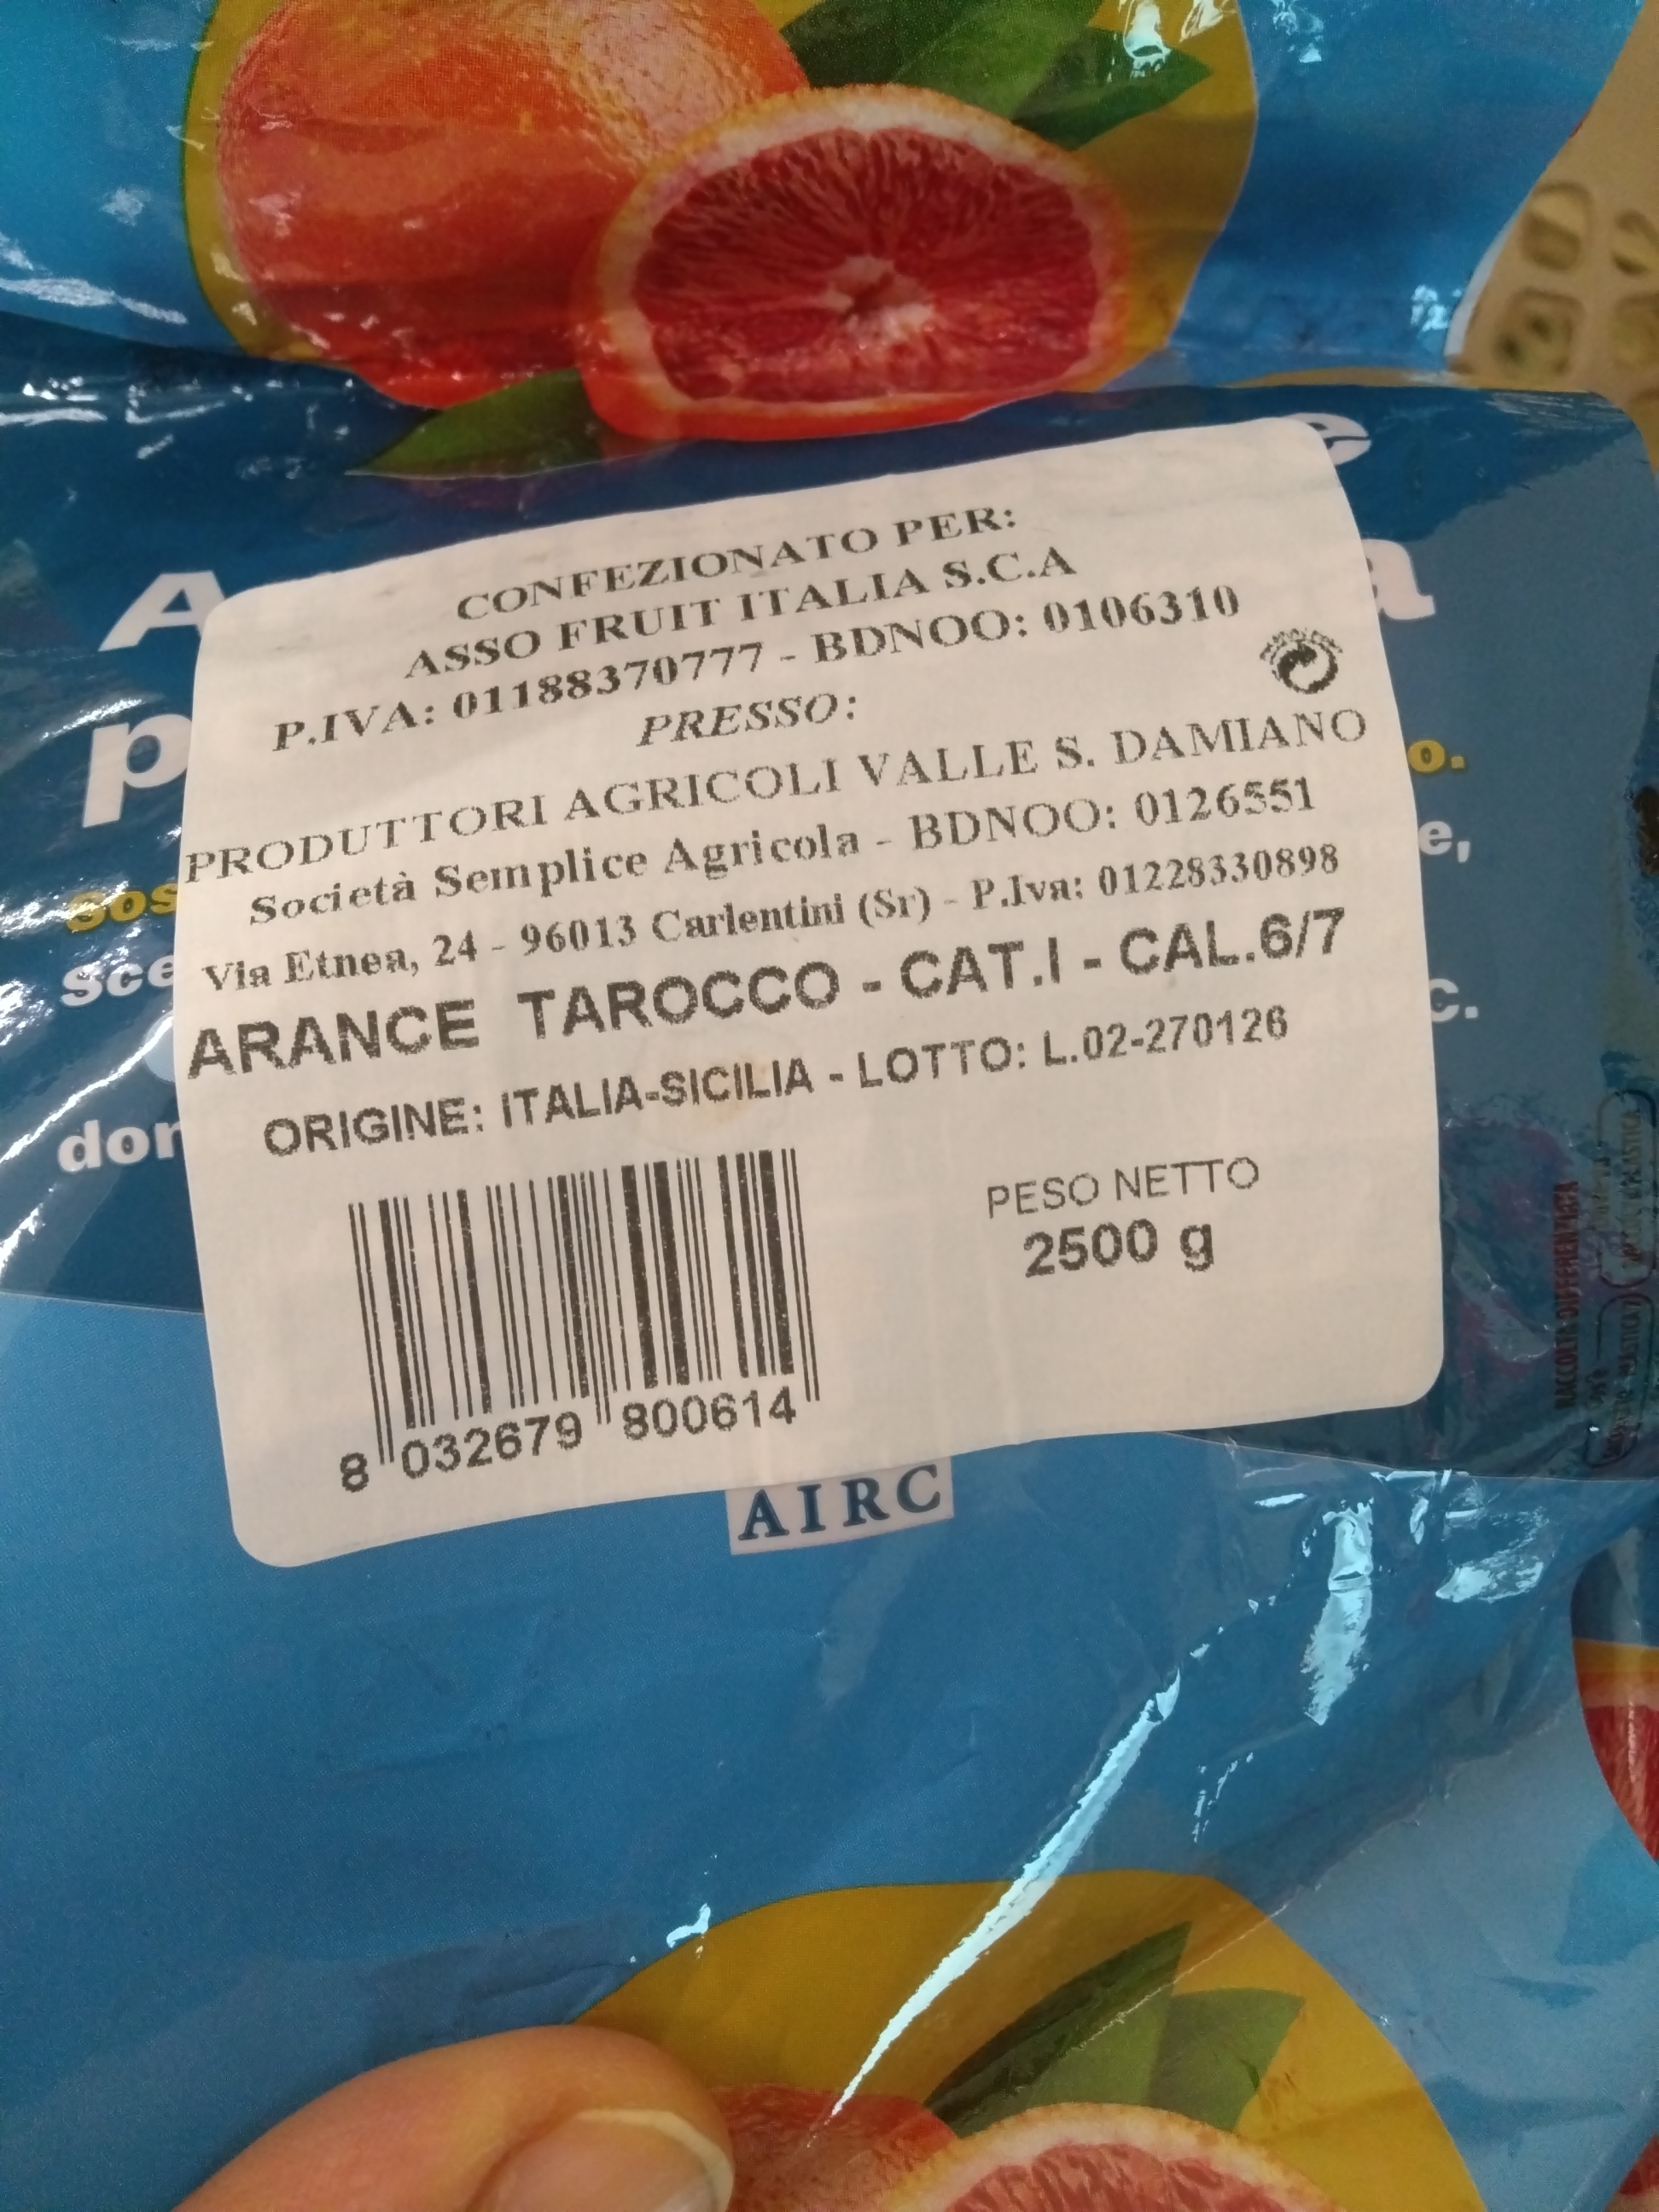 CONFEZIONATO PER:
ASSO FRUIT ITALIA S.C.A
P.IVA: 01188370777 - BDNOO: 0106310
PRESSO:
PRODUTTORI AGRICOLI VALLE S. DAMIANO
Società Semplice Agricola - BDNOO: 0126551
Via Etnea, 24 - 96013 Carlentini (Sr) - P.Iva: 01228330898
ARANCE TAROCCO - CAT.I - CAL.6/7
ORIGINE: ITALIA-SICILIA - LOTTO: L.02-270126
PESO NETTO
2500 g
8 032679 800614
AIRC
RACCOLTA DIFFERENZIATA